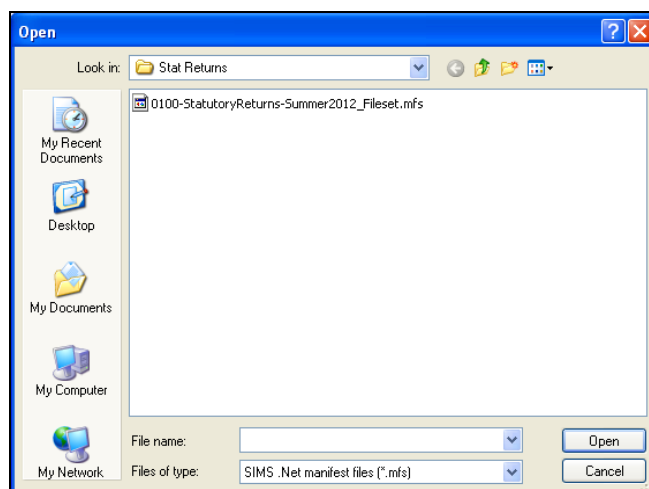 Open
Look in: Stat Returns
0100-StatutoryReturns-Summer2012_Fileset.mfs
My Recent
Documents
Desktop
My Documents
My Computer
My Network
File name:
Open
Files of type: SIMS .Net manifest files (*.mfs)
Cancel